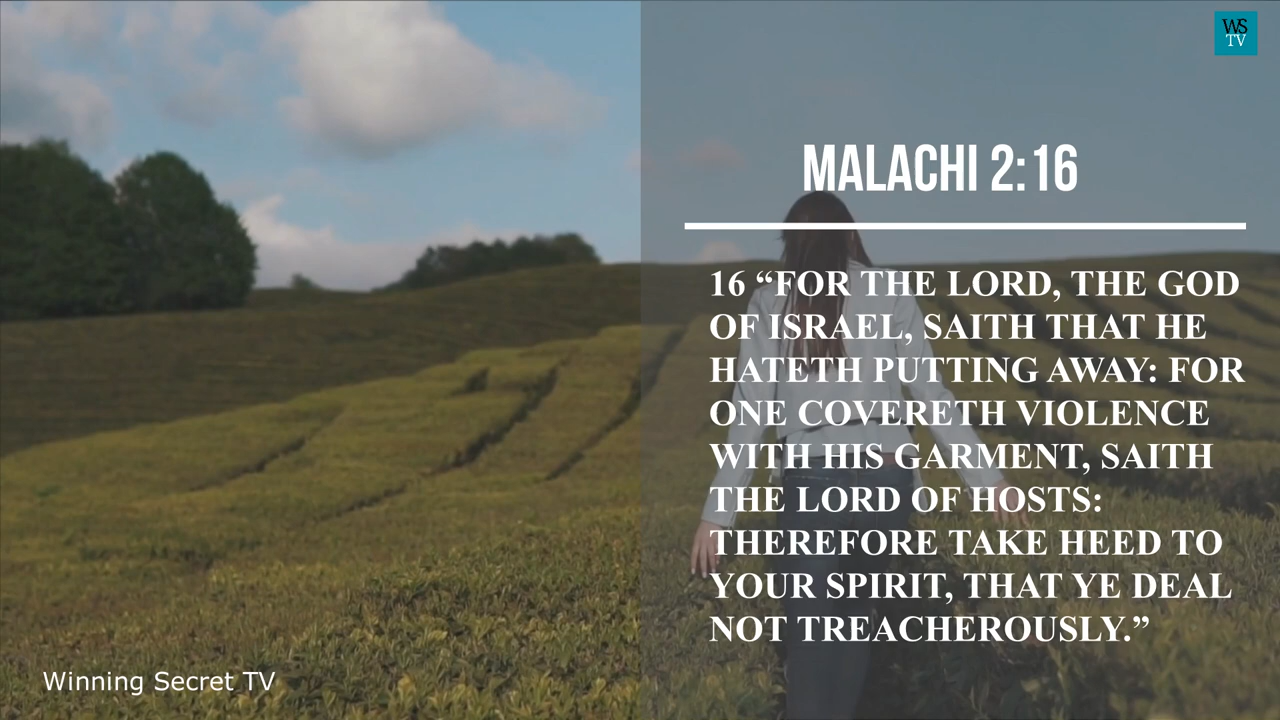 WS
TV
MALACHI 2:16
16 “FOR THE LORD, THE GOD
OF ISRAEL, SAITH THAT HE
HATETH PUTTING AWAY: FOR
ONE COVERETH VIOLENCE
WITH HIS GARMENT, SAITH
THE LORD OF HOSTS:
THEREFORE TAKE HEED TO
YOUR SPIRIT, THAT YE DEAL
NOT TREACHEROUSLY.”
Winning Secret TV